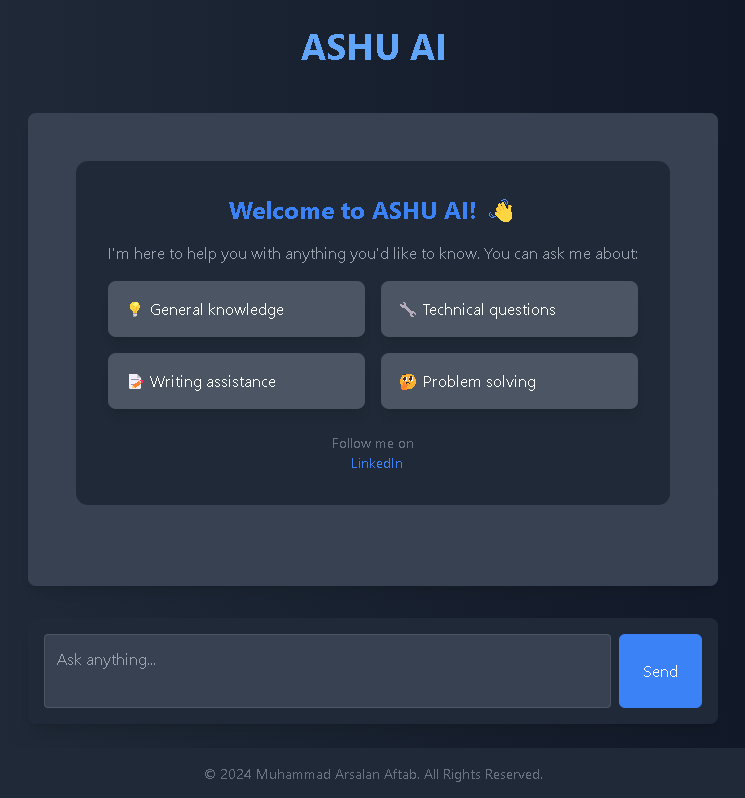 ASHU AI
Welcome to ASHU AI! 👋
I'm here to help you with anything you'd like to know. You can ask me about:
💡 General knowledge
🔧 Technical questions
📝 Writing assistance
🤔 Problem solving
Follow me on
LinkedIn
Ask anything...
Send
© 2024 Muhammad Arsalan Aftab. All Rights Reserved.